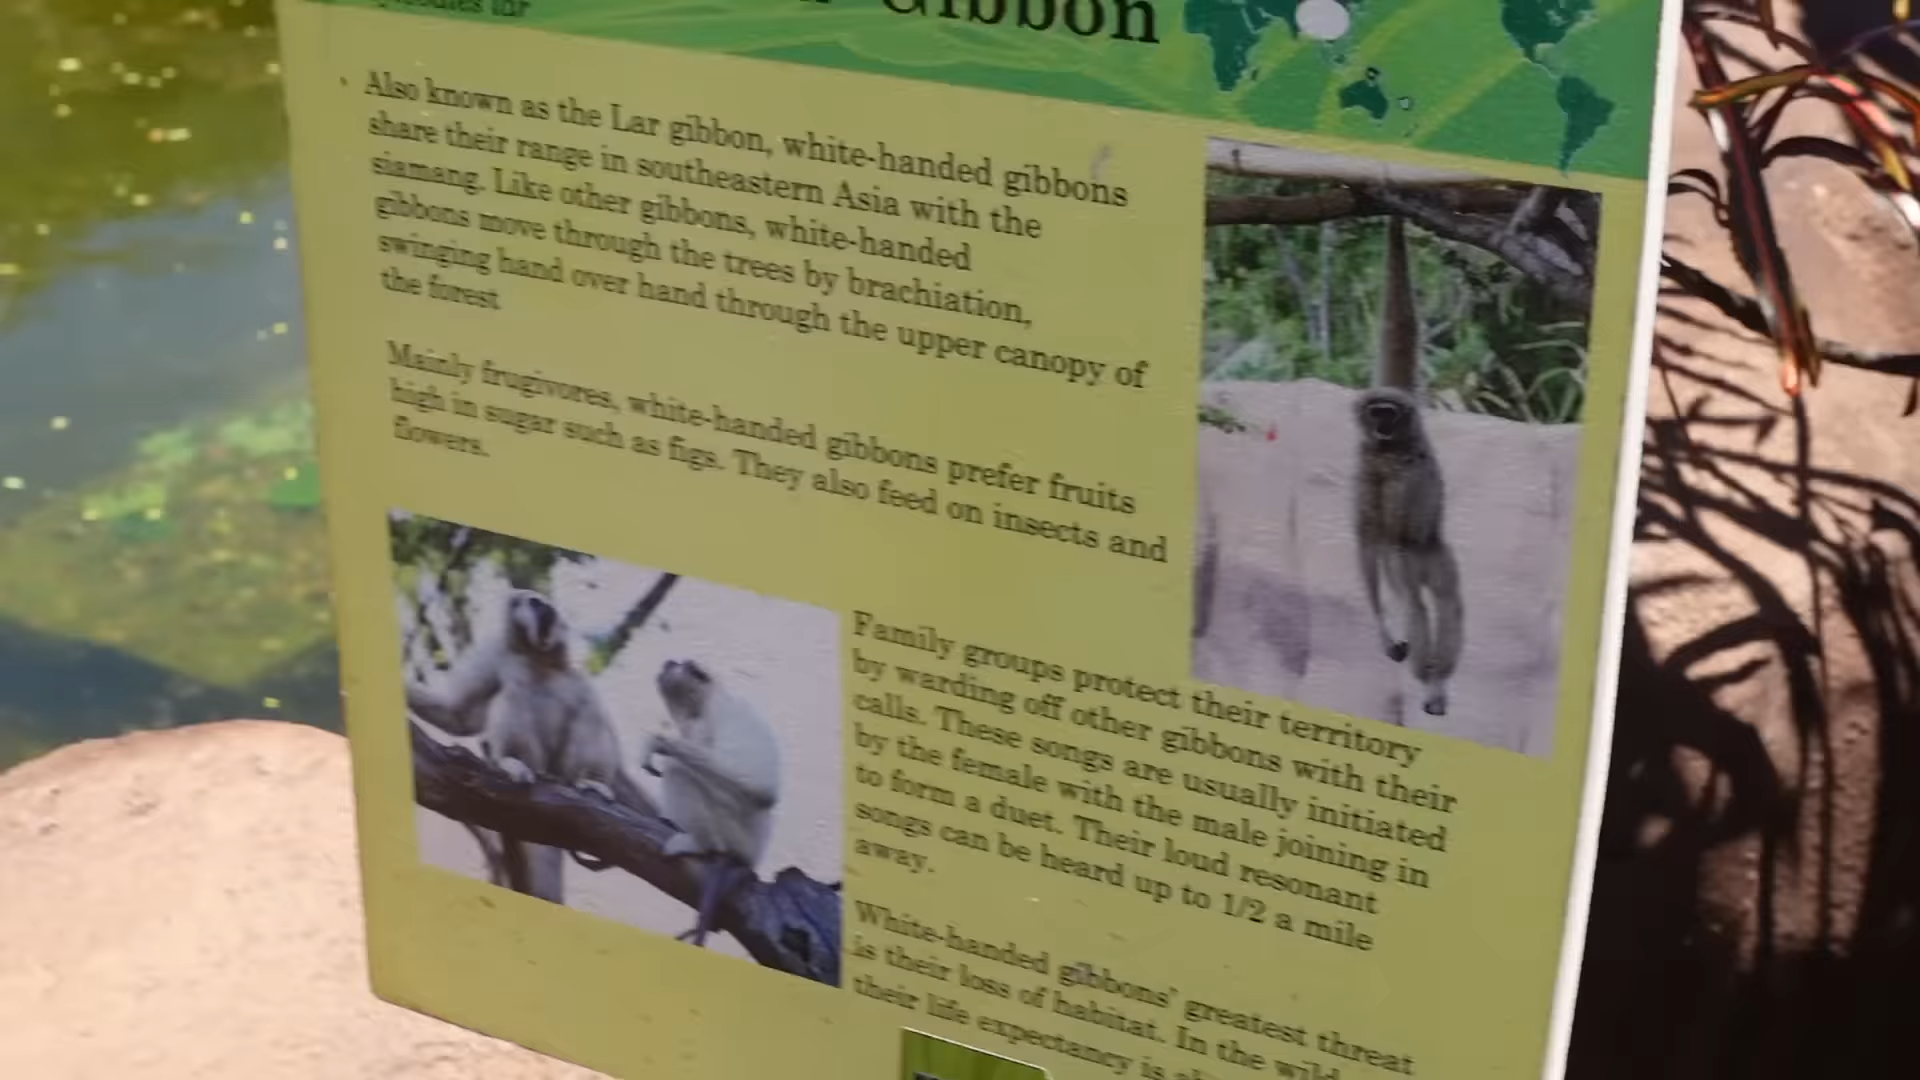 lar
Gibbon
Also known as the Lar gibbon, white-handed gibbons
share their range in southeastern Asia with the
siamang. Like other gibbons, white-handed
gibbons move through the trees by brachiation,
swinging hand over hand through the upper canopy of
the forest
Mainly frugivores, white-handed gibbons prefer fruits
high in sugar such as figs. They also feed on insects and
flowers.
Family groups protect their territory
by warding off other gibbons with their
calls. These songs are usually initiated
by the female with the male joining in
to form a duet. Their loud resonant
songs can be heard up to 1/2 a mile
away.
White-handed gibbons' greatest threat
is their loss of habitat. In the wild
their life expectancy is